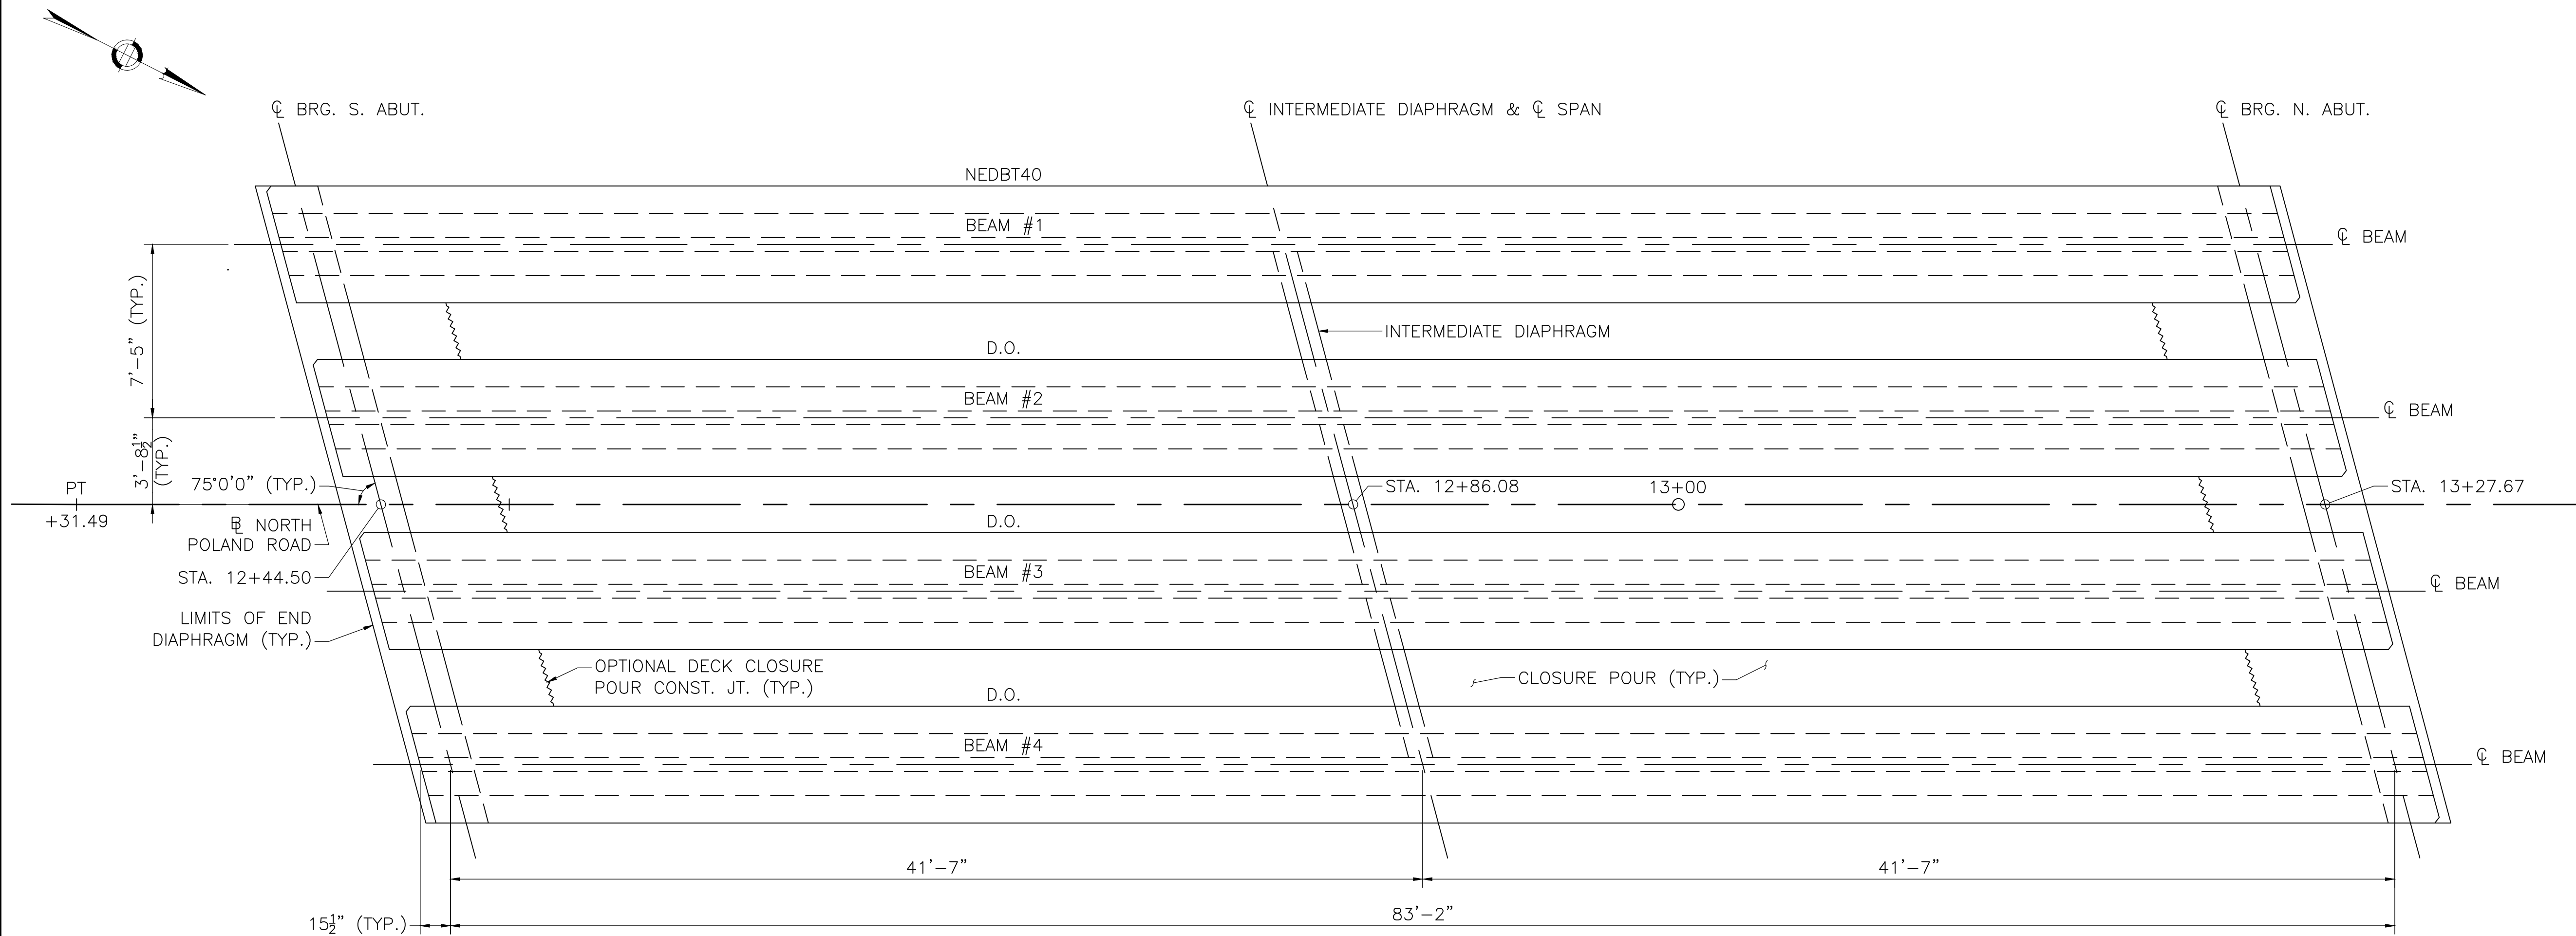 ℄ BRG. S. ABUT.
℄ INTERMEDIATE DIAPHRAGM & ℄ SPAN
℄ BRG. N. ABUT.
NEDBT40
BEAM #1
℄ BEAM
7'-5" (TYP.)
INTERMEDIATE DIAPHRAGM
D.O.
BEAM #2
℄ BEAM
3'-8½"
(TYP.)
75°0'0" (TYP.)
PT
+31.49
STA. 12+86.08
13+00
STA. 13+27.67
BL NORTH
POLAND ROAD
D.O.
STA. 12+44.50
BEAM #3
℄ BEAM
LIMITS OF END
DIAPHRAGM (TYP.)
OPTIONAL DECK CLOSURE
POUR CONST. JT. (TYP.)
CLOSURE POUR (TYP.)
D.O.
BEAM #4
℄ BEAM
41'-7"
41'-7"
15½" (TYP.)
83'-2"